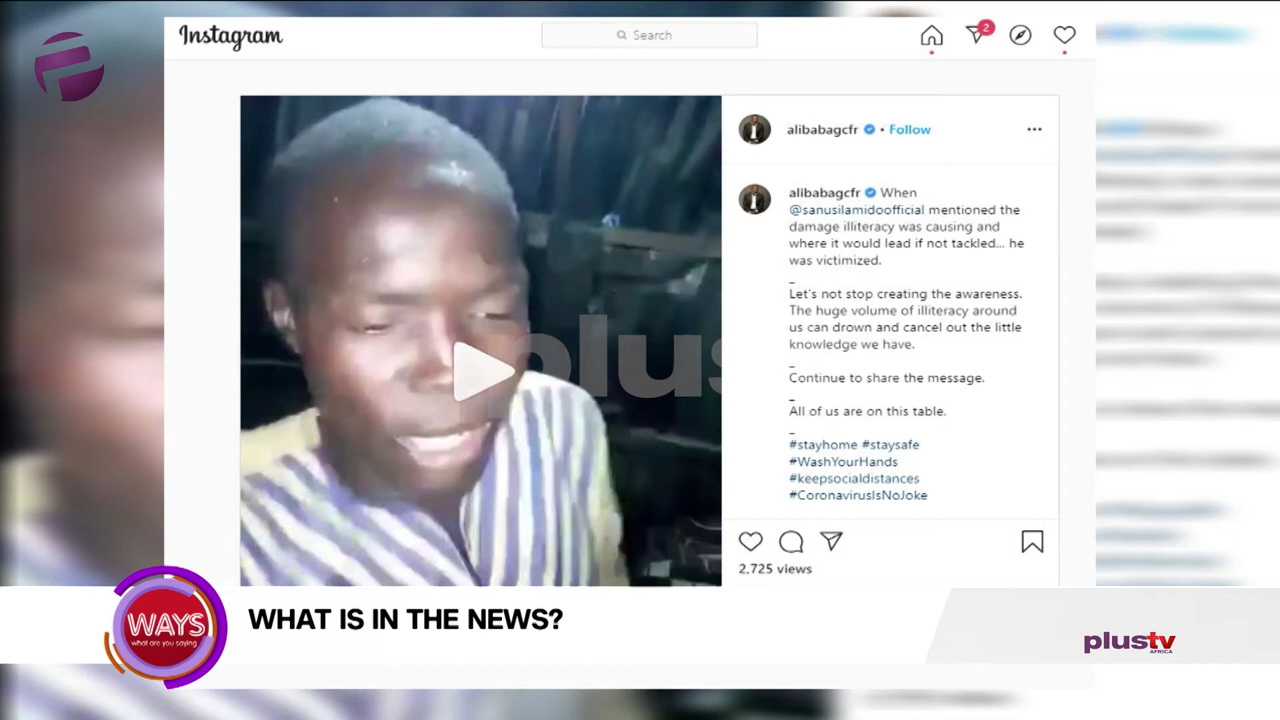 Instagram
Search
2
alibabagcfr • Follow
alibabagcfr When
@sanusilamidoofficial mentioned the
damage illiteracy was causing and
where it would lead if not tackled... he
was victimized.
_
Let's not stop creating the awareness.
The huge volume of illiteracy around
us can drown and cancel out the little
knowledge we have.
_
Continue to share the message.
_
All of us are on this table.
_
#stayhome #staysafe
#WashYourHands
#keepsocialdistances
#CoronavirusIsNoJoke
2,725 views
plus
WAYS
what are you saying
WHAT IS IN THE NEWS?
plustv
AFRICA